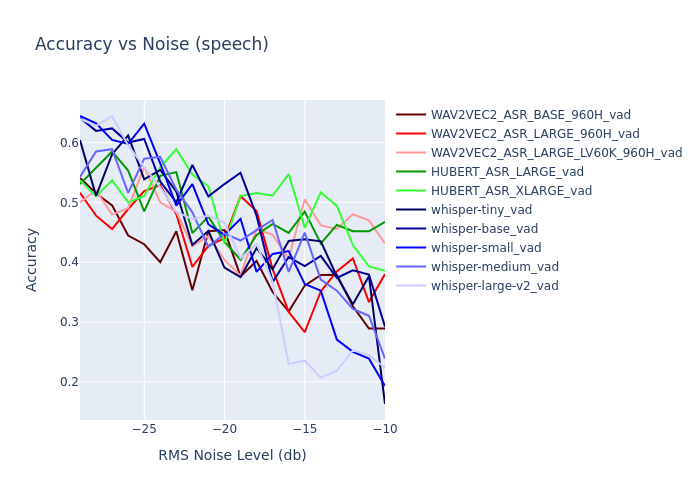 Accuracy vs Noise (speech)
WAV2VEC2_ASR_BASE_960H_vad
WAV2VEC2_ASR_LARGE_960H_vad
WAV2VEC2_ASR_LARGE_LV60K_960H_vad
HUBERT_ASR_LARGE_vad
HUBERT_ASR_XLARGE_vad
whisper-tiny_vad
whisper-base_vad
whisper-small_vad
whisper-medium_vad
whisper-large-v2_vad
Accuracy
0.6
0.5
0.4
0.3
0.2
−25
−20
−15
−10
RMS Noise Level (db)